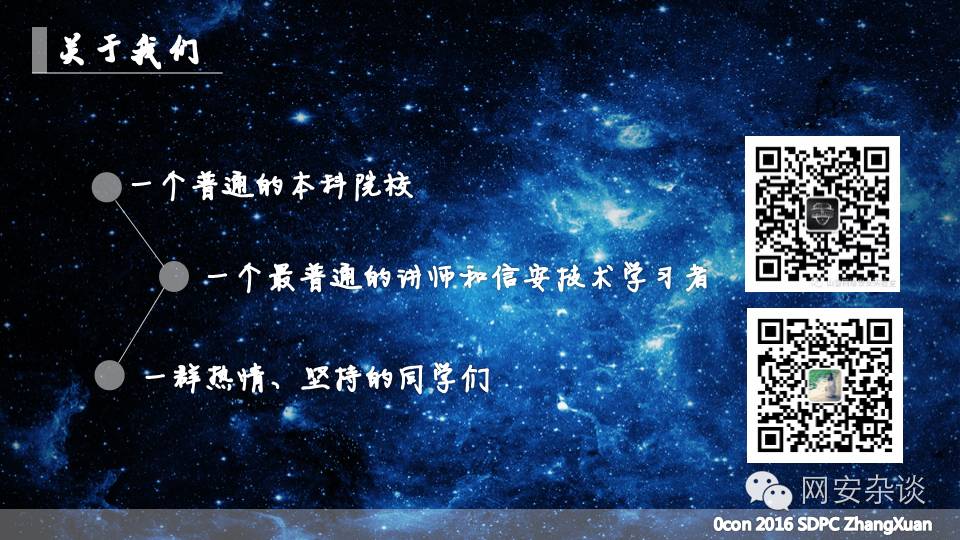 关于我们
一个普通的本科院校
一个最普通的讲师和信安技术学习者
一群热情、坚持的同学们
网安杂谈
0con 2016 SDPC ZhangXuan